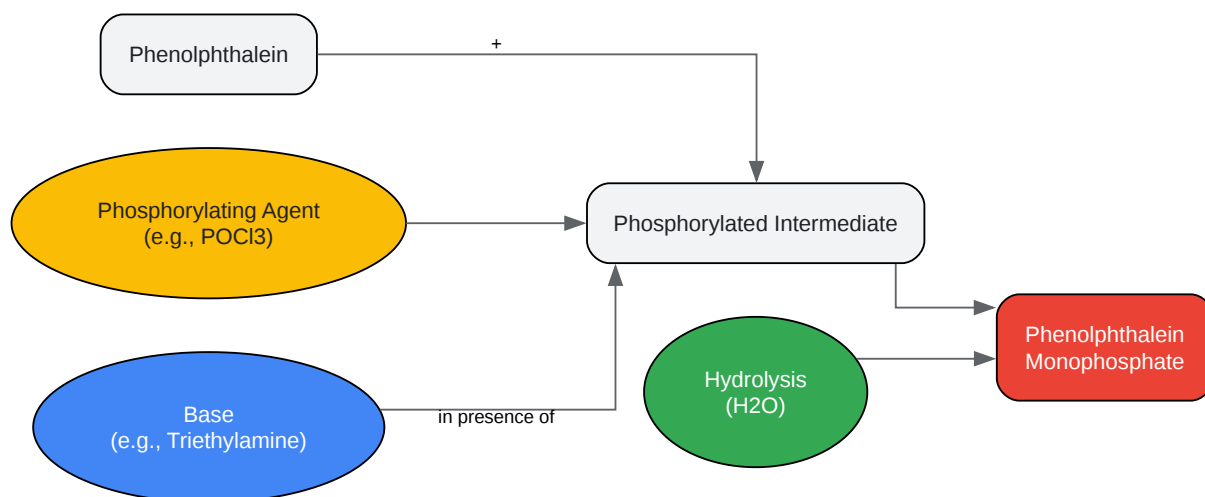 Phenolphthalein
+
Phosphorylating Agent
(e.g., POCl3)
Phosphorylated Intermediate
Phenolphthalein
Monophosphate
Hydrolysis
(H2O)
Base
(e.g., Triethylamine)
in presence of